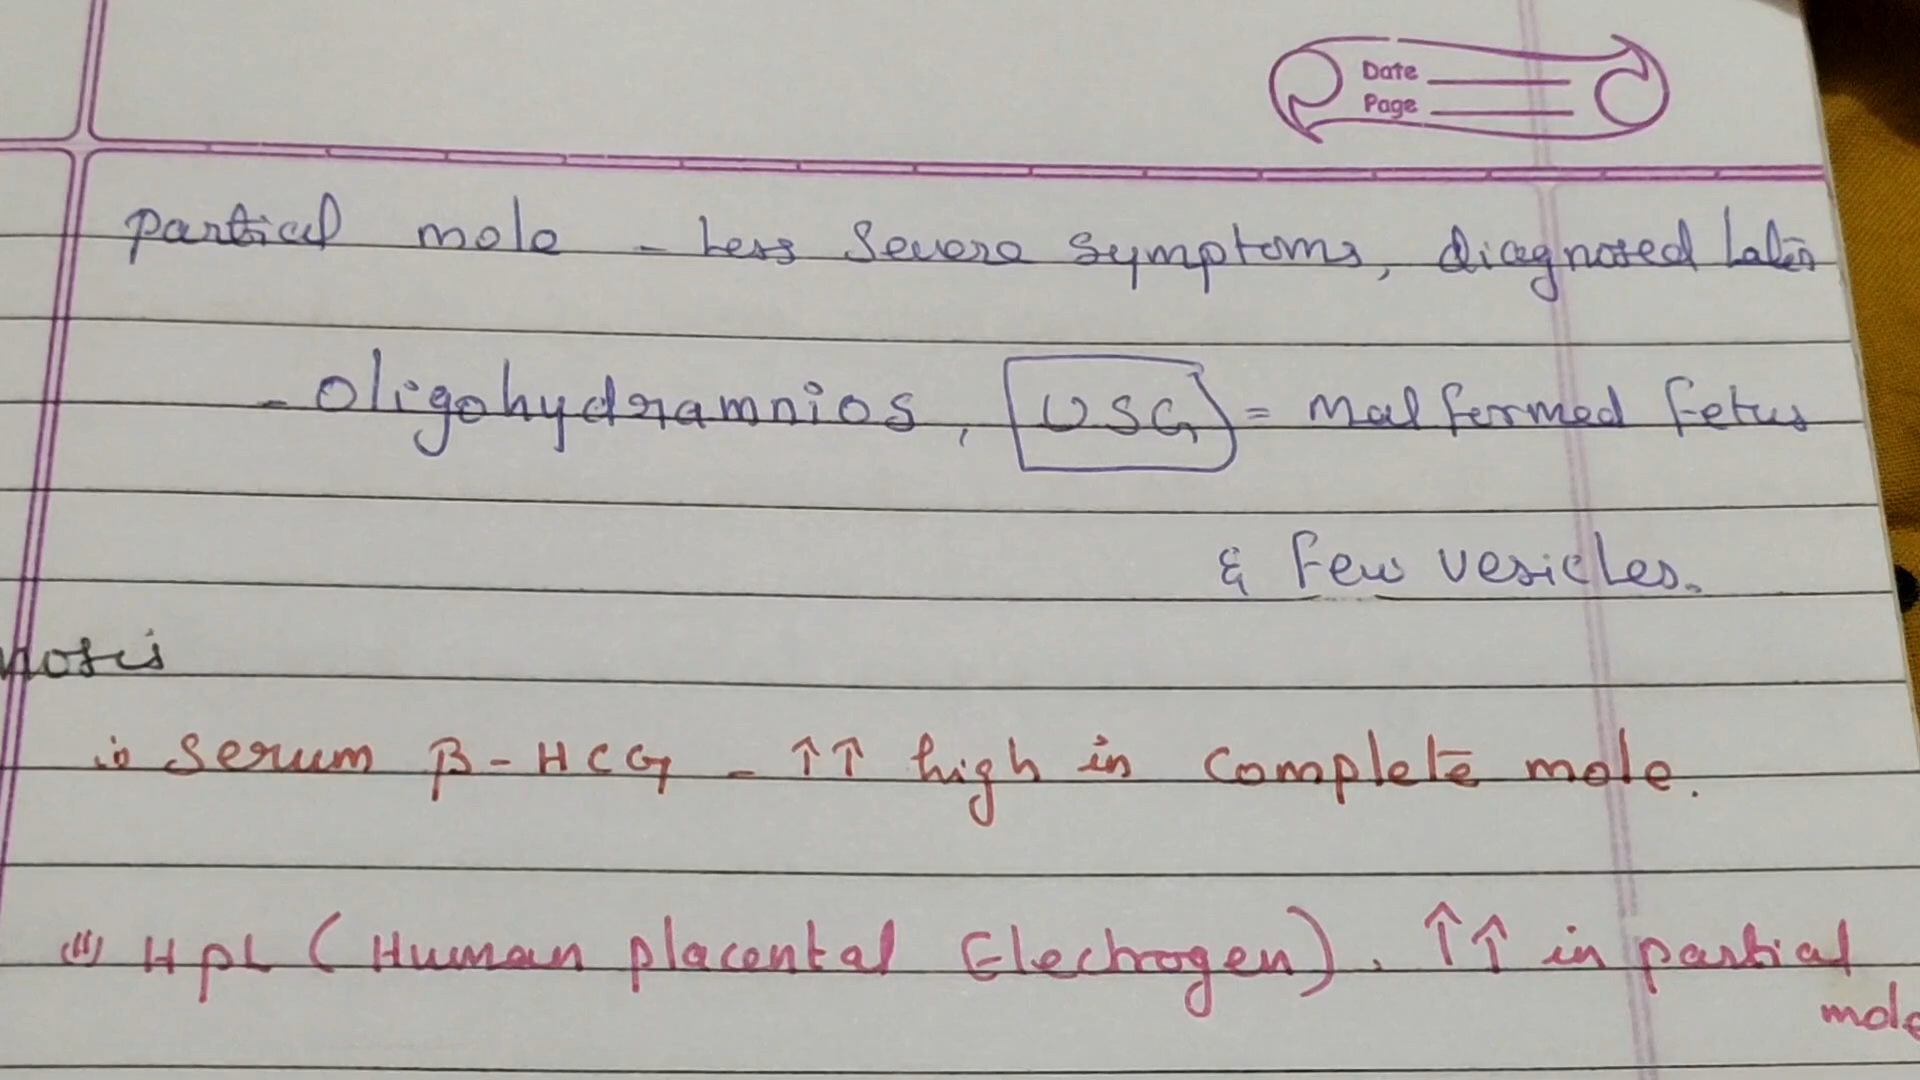 Date
Page
partial mole - Less Severe Symptoms, diagnosed Later
- Oligohydramnios, USG = Malformed Fetus
& Few vesicles.
nosis
i) Serum β-HCG - ↑↑ high in Complete mole.
(ii) HPL (Human placental Electrogen). ↑↑ in partial
mole